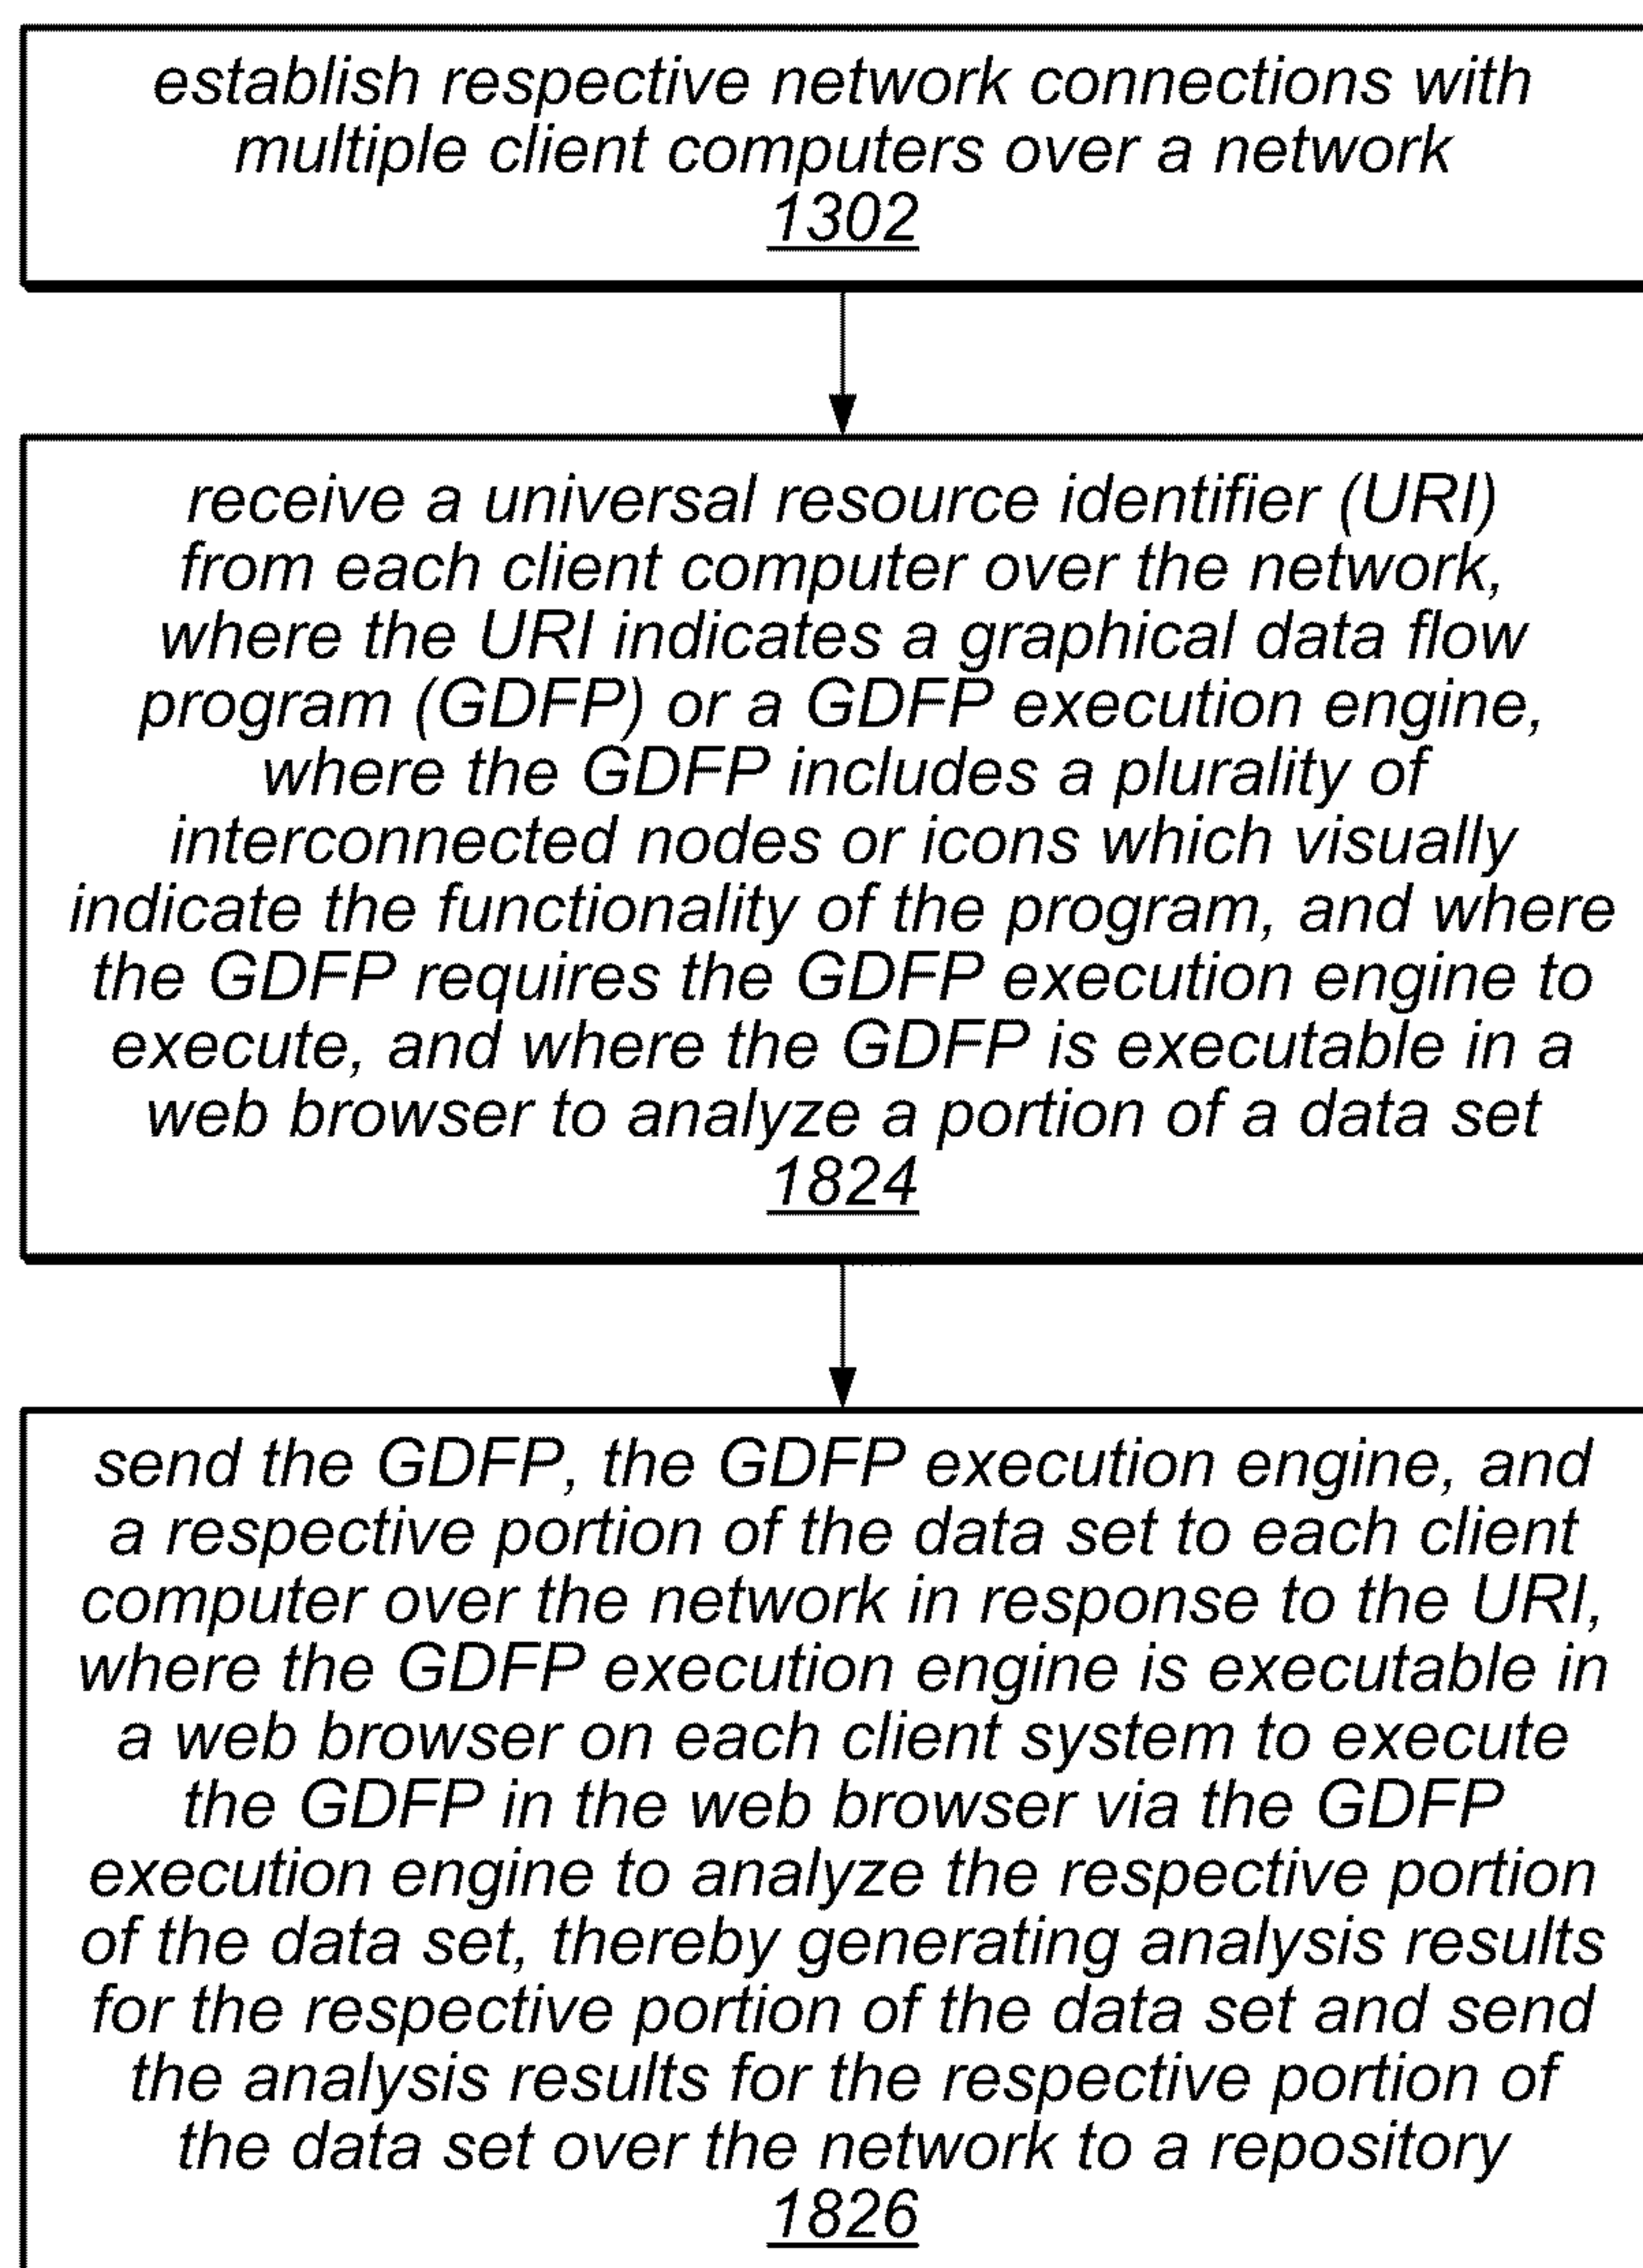 establish respective network connections with
multiple client computers over a network
1302
receive a universal resource identifier (URI)
from each client computer over the network,
where the URI indicates a graphical data flow
program (GDFP) or a GDFP execution engine,
where the GDFP includes a plurality of
interconnected nodes or icons which visually
indicate the functionality of the program, and where
the GDFP requires the GDFP execution engine to
execute, and where the GDFP is executable in a
web browser to analyze a portion of a data set
1824
send the GDFP, the GDFP execution engine, and
a respective portion of the data set to each client
computer over the network in response to the URI,
where the GDFP execution engine is executable in
a web browser on each client system to execute
the GDFP in the web browser via the GDFP
execution engine to analyze the respective portion
of the data set, thereby generating analysis results
for the respective portion of the data set and send
the analysis results for the respective portion of
the data set over the network to a repository
1826